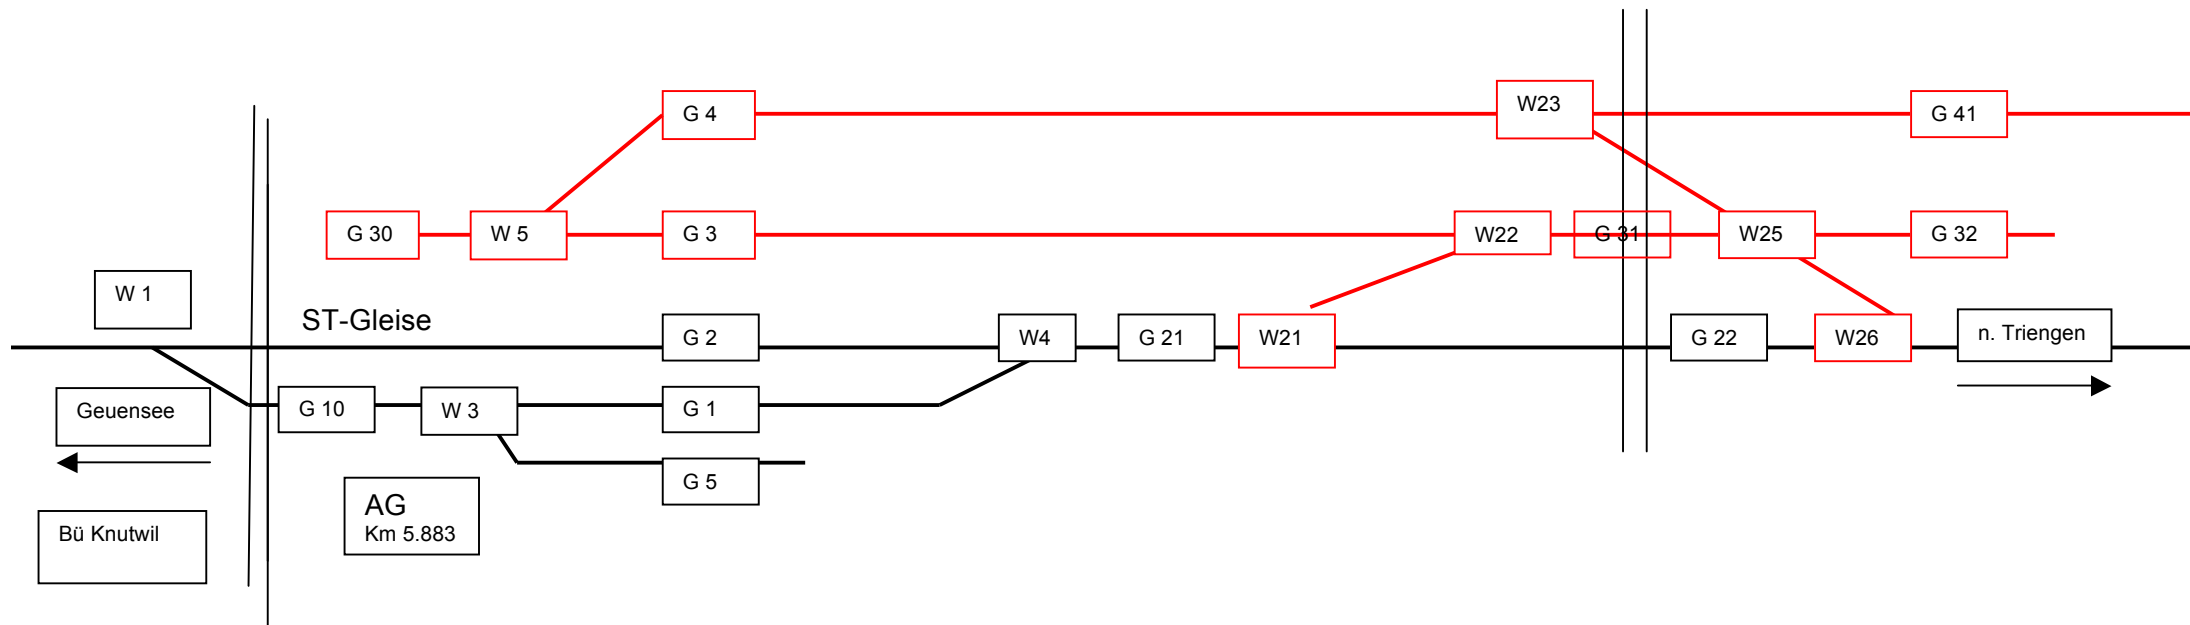 G 4
W23
G 41
G 30
W 5
G 3
W22
G 31
W25
G 32
W 1
ST-Gleise
G 2
W4
G 21
W21
G 22
W26
n. Triengen
Geuensee
G 10
W 3
G 1
G 5
AG
Km 5.883
Bü Knutwil